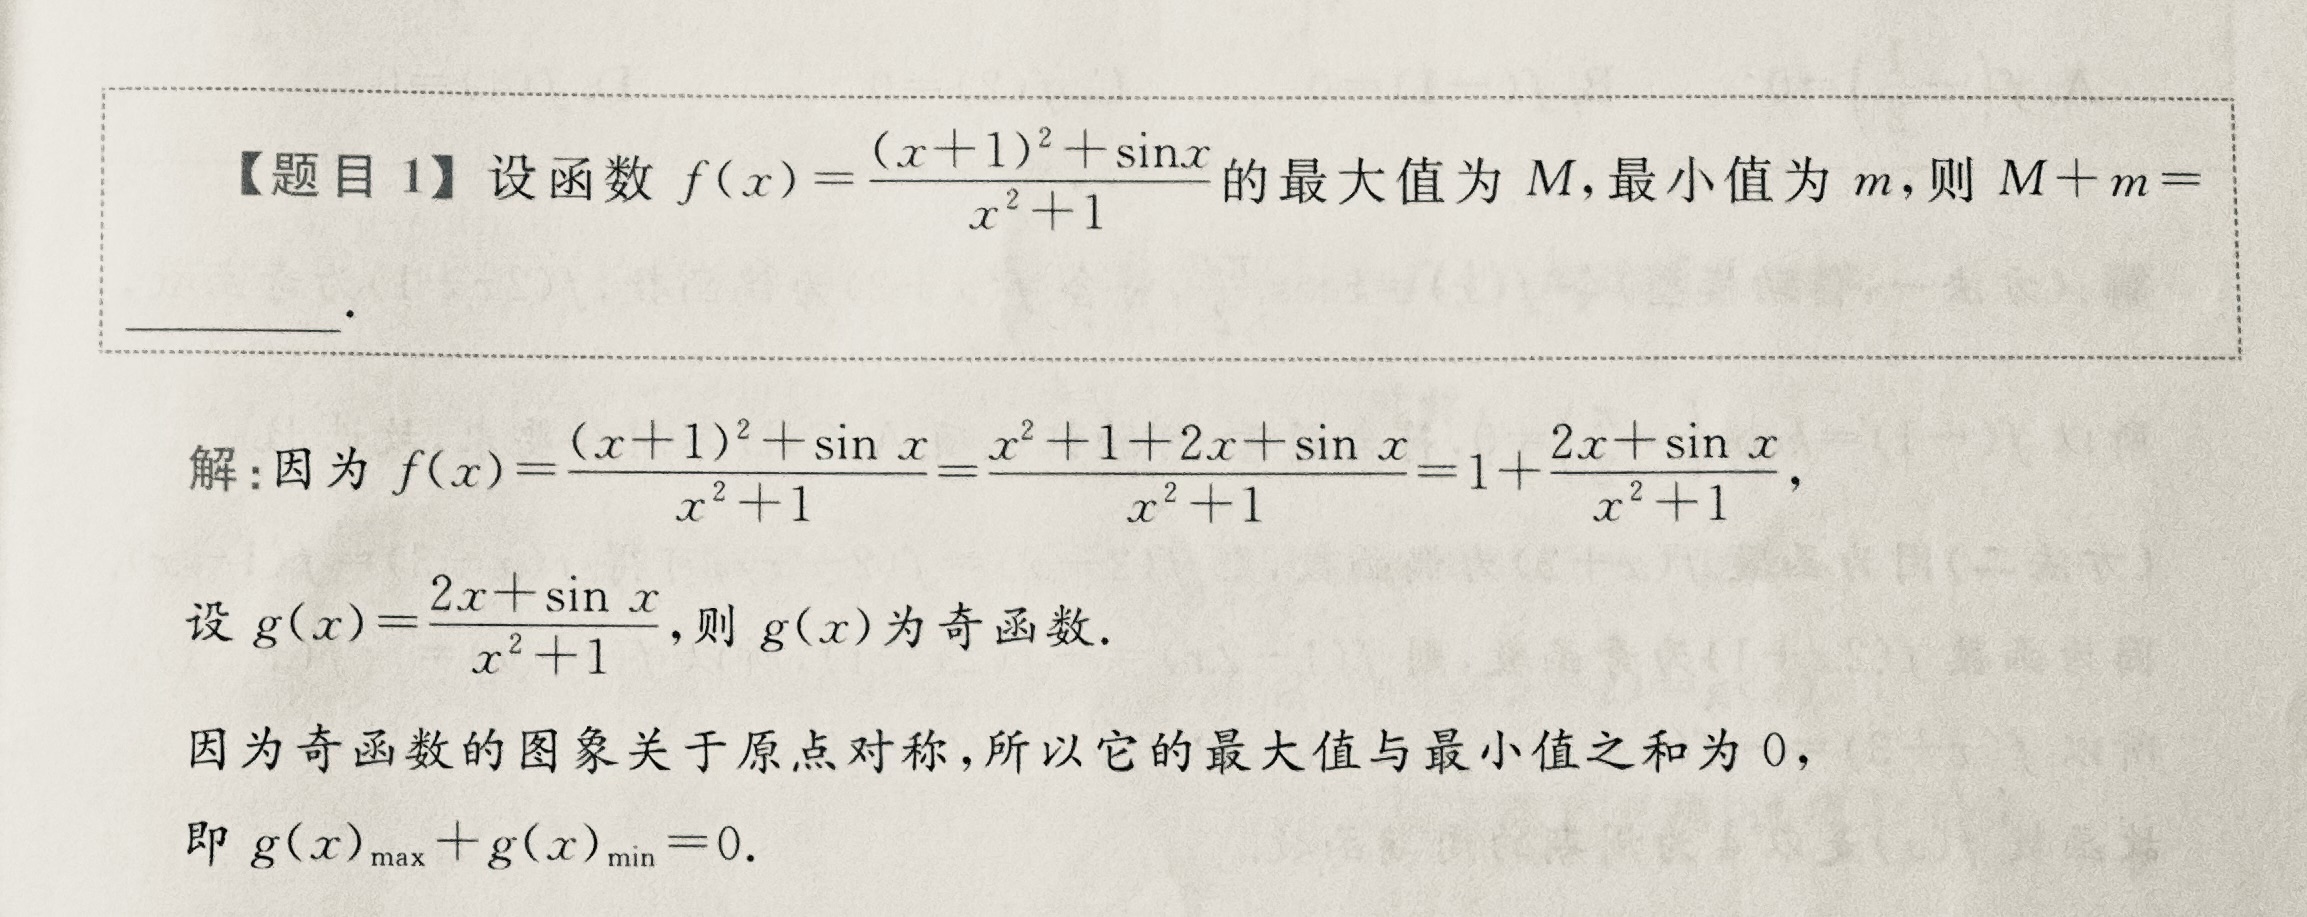 【题目 1】设函数 f(x)=\frac{(x+1)^2+sinx}{x^2+1}的最大值为 M,最小值为 m,则 M+m=
________.
解:因为 f(x)=\frac{(x+1)^2+sin x}{x^2+1}=\frac{x^2+1+2x+sin x}{x^2+1}=1+\frac{2x+sin x}{x^2+1},
设 g(x)=\frac{2x+sin x}{x^2+1},则 g(x)为奇函数.
因为奇函数的图象关于原点对称,所以它的最大值与最小值之和为 0,
即 g(x)_{max}+g(x)_{min}=0.